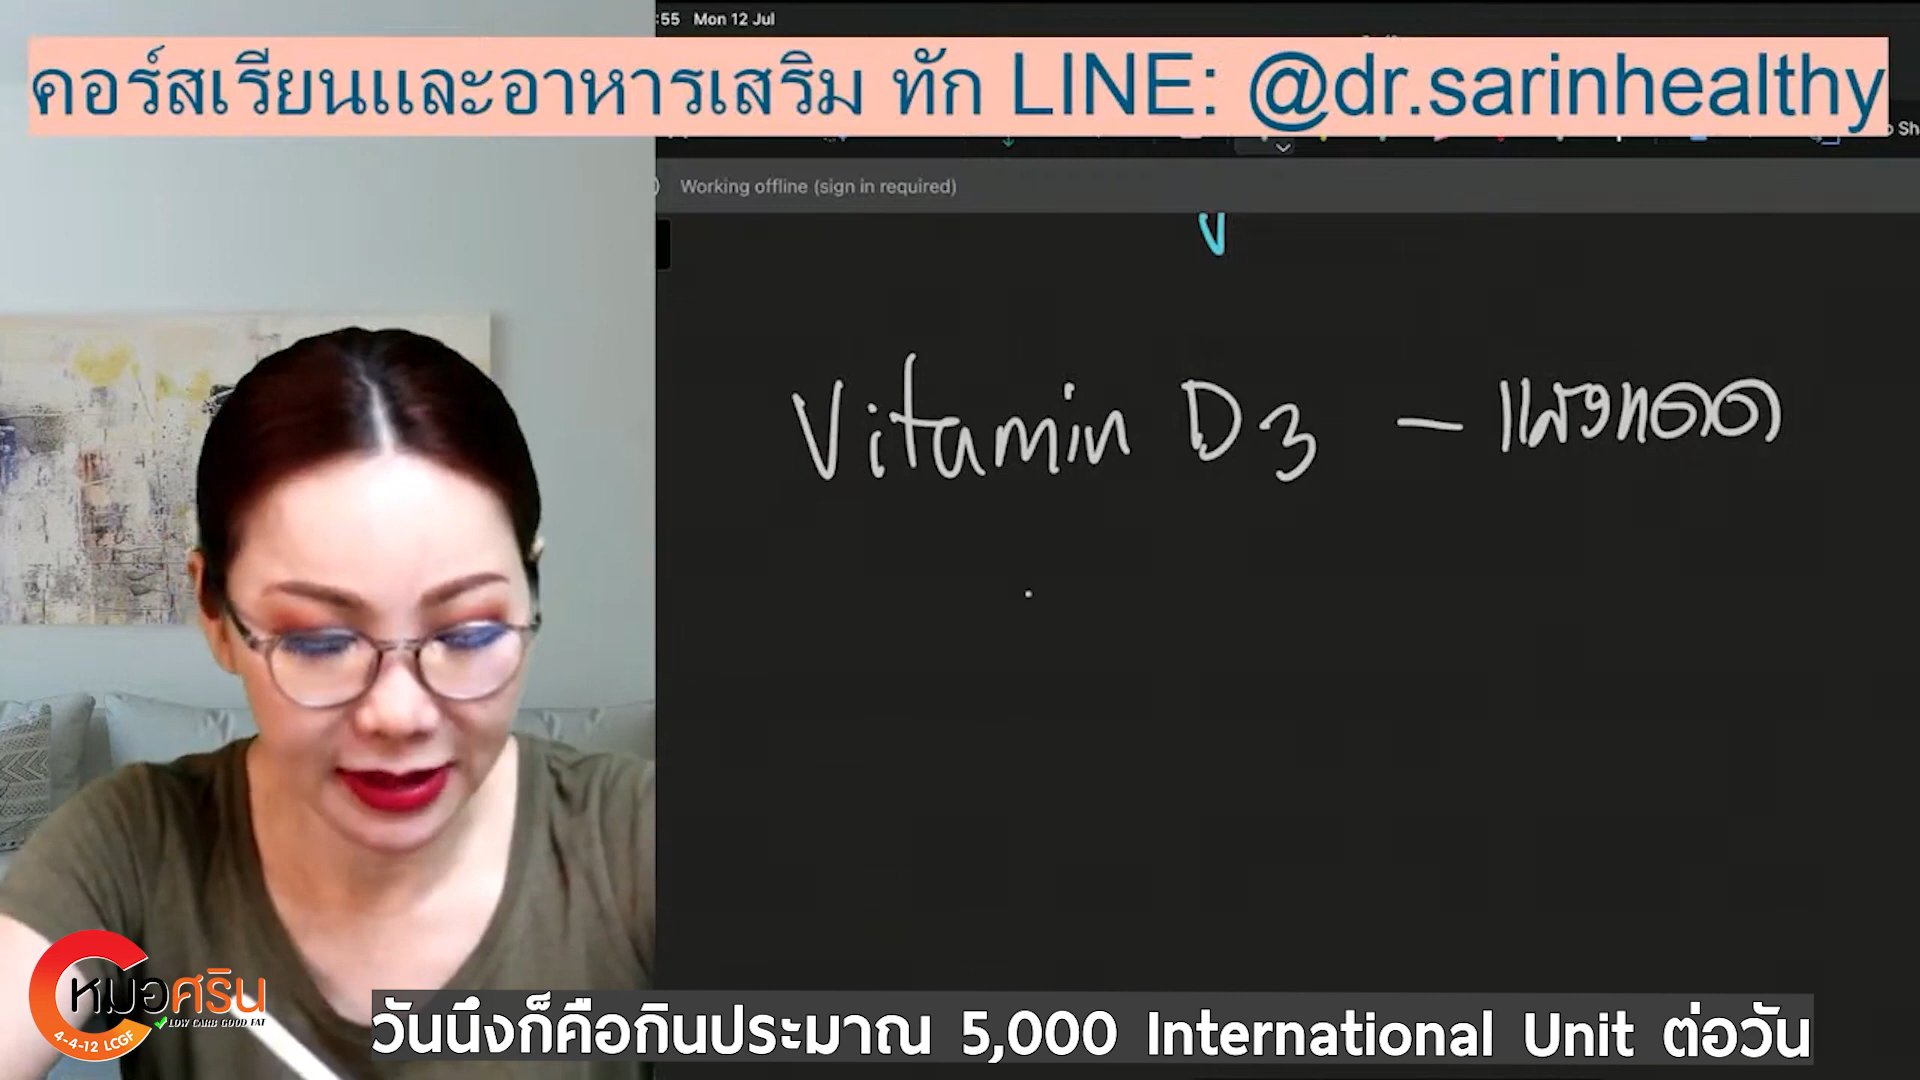 :55 Mon 12 Jul
คอร์สเรียนและอาหารเสริม ทัก LINE: @dr.sarinhealthy
Working offline (sign in required)
Vitamin D3 – แสงแดด
หมอศริน
LOW CARB GOOD FAT
4-4-12 LCGF
วันนึงก็คือกินประมาณ 5,000 International Unit ต่อวัน